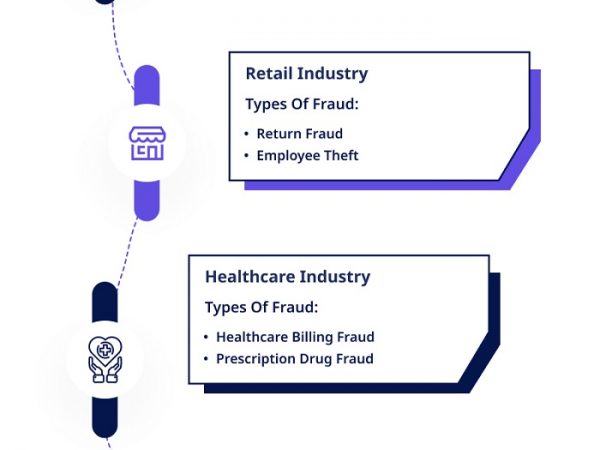 Retail Industry
Types Of Fraud:
• Return Fraud
• Employee Theft
Healthcare Industry
Types Of Fraud:
• Healthcare Billing Fraud
• Prescription Drug Fraud